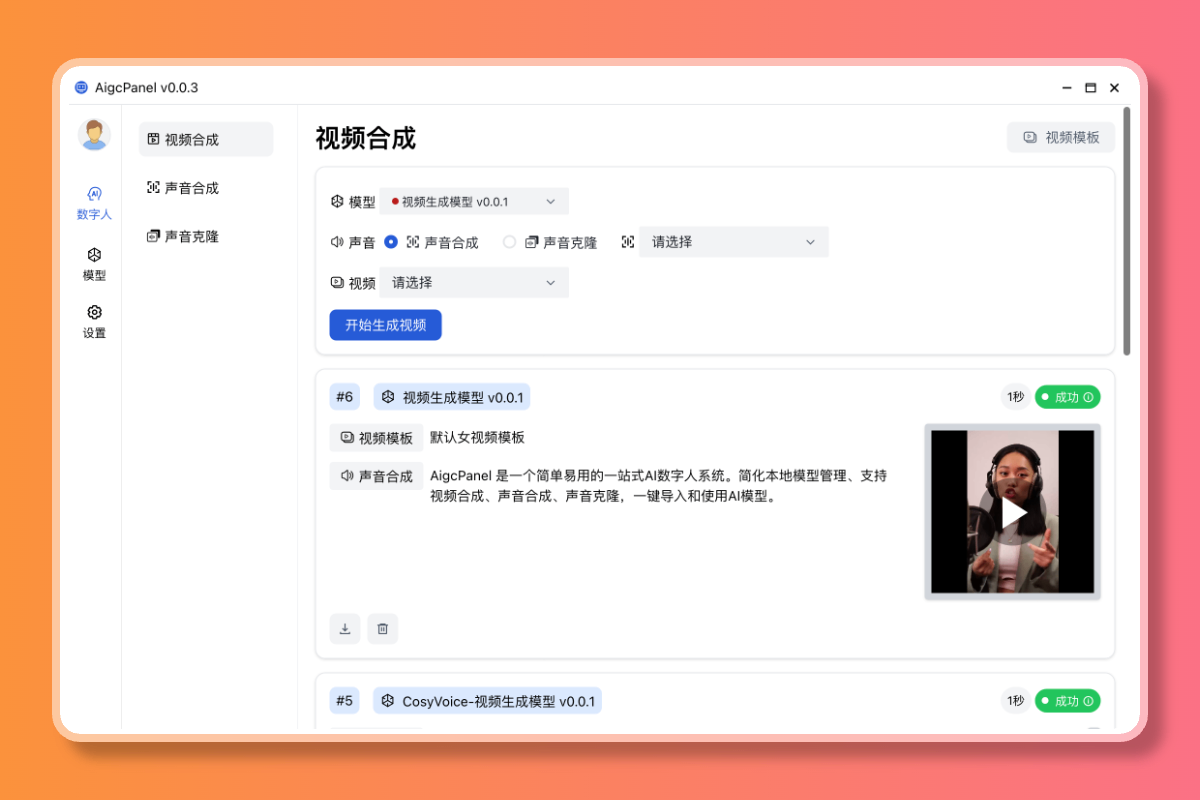 AigcPanel v0.0.3
数字人
模型
设置
视频合成
声音合成
声音克隆
视频合成
视频模板
模型 视频生成模型 v0.0.1
声音 声音合成 声音克隆 请选择
视频 请选择
开始生成视频
#6 视频生成模型 v0.0.1 1秒 成功
视频模板 默认女视频模板
声音合成 AigcPanel 是一个简单易用的一站式AI数字人系统。简化本地模型管理、支持
视频合成、声音合成、声音克隆，一键导入和使用AI模型。
#5 CosyVoice-视频生成模型 v0.0.1 1秒 成功